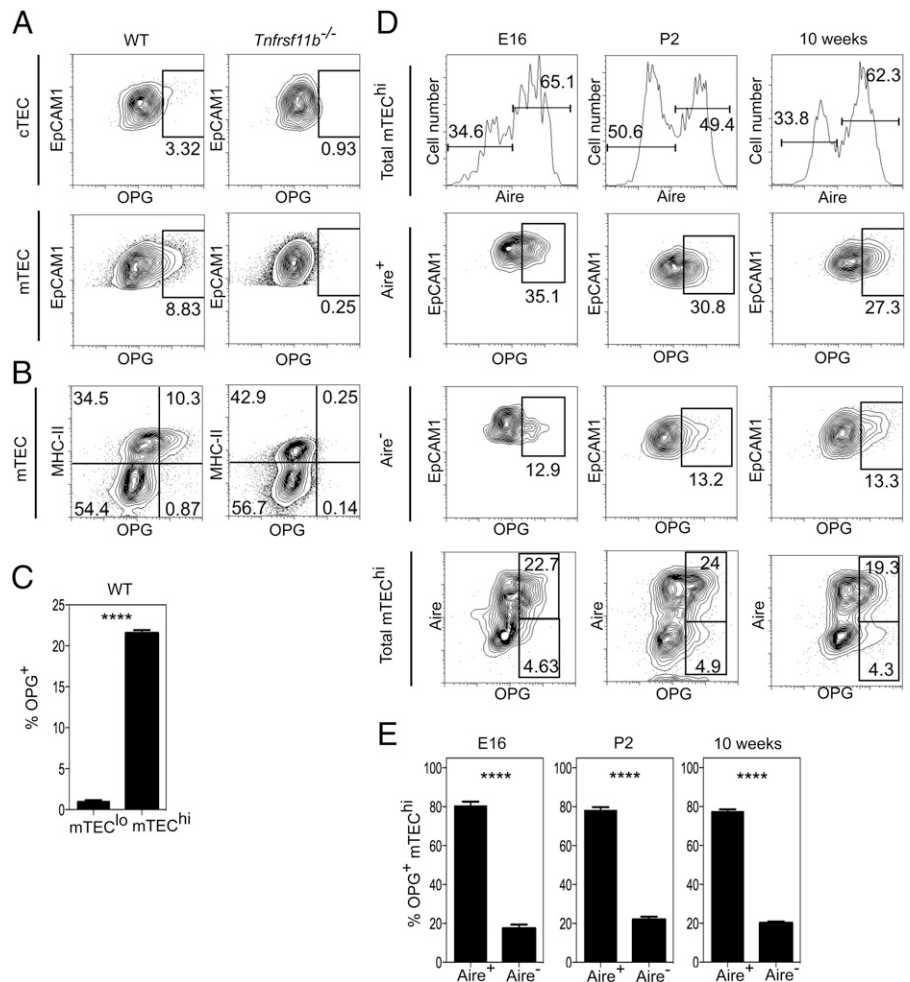 A
WT
Tnfrsf11b-/-
cTEC
EpCAM1
3.32
OPG
EpCAM1
0.93
OPG
mTEC
EpCAM1
8.83
OPG
EpCAM1
0.25
OPG
B
mTEC
MHC-II
34.5
10.3
54.4
0.87
OPG
MHC-II
42.9
0.25
56.7
0.14
OPG
C
WT
% OPG+
25
20
15
10
5
0
****
mTEClo
mTEChi
D
E16
P2
10 weeks
Total mTEChi
Cell number
34.6
65.1
Aire
Cell number
50.6
49.4
Aire
Cell number
33.8
62.3
Aire
Aire+
EpCAM1
35.1
OPG
EpCAM1
30.8
OPG
EpCAM1
27.3
OPG
Aire-
EpCAM1
12.9
OPG
EpCAM1
13.2
OPG
EpCAM1
13.3
OPG
Total mTEChi
Aire
22.7
4.63
OPG
Aire
24
4.9
OPG
Aire
19.3
4.3
OPG
E
% OPG+ mTEChi
E16
100
80
60
40
20
0
****
Aire+ Aire-
P2
100
80
60
40
20
0
****
Aire+ Aire-
10 weeks
100
80
60
40
20
0
****
Aire+ Aire-